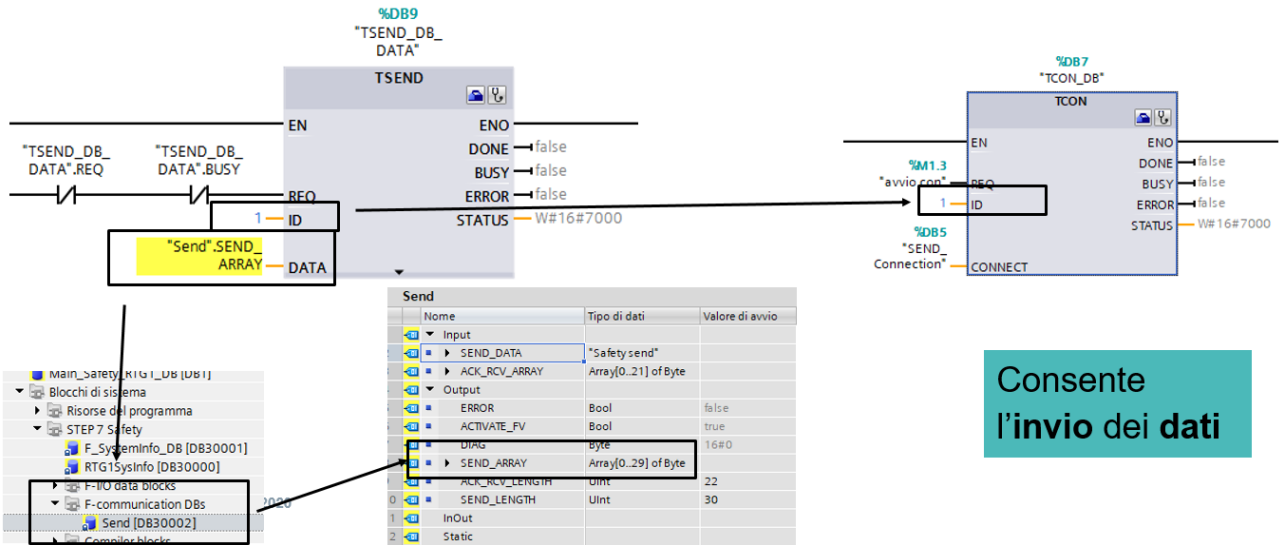 %DB9
"TSEND_DB_
DATA"
TSEND
EN
ENO
DONE
false
BUSY
false
ERROR
false
STATUS
W#16#7000
"TSEND_DB_
DATA".REQ
"TSEND_DB_
DATA".BUSY
REQ
1
ID
"Send".SEND_
ARRAY
DATA
%DB7
"TCON_DB"
TCON
EN
ENO
%M1.3
"avvio con"
REQ
DONE
false
BUSY
false
1
ID
ERROR
false
STATUS
W#16#7000
%DB5
"SEND_
Connection"
CONNECT
Send
Nome Tipo di dati Valore di avvio
Input
SEND_DATA "Safety send"
ACK_RCV_ARRAY Array[0..21] of Byte
Output
ERROR Bool false
ACTIVATE_FV Bool true
DIAG Byte 16#0
SEND_ARRAY Array[0..29] of Byte
ACK_RCV_LENGTH UInt 22
SEND_LENGTH UInt 30
InOut
Static
Main_Safety_RTG1_DB [DB1]
Blocchi di sistema
Risorse del programma
STEP 7 Safety
F_SystemInfo_DB [DB30001]
RTG1SysInfo [DB30000]
F-I/O data blocks
F-communication DBs
2020
Send [DB30002]
Compiler blocks
Consente
l'invio dei dati